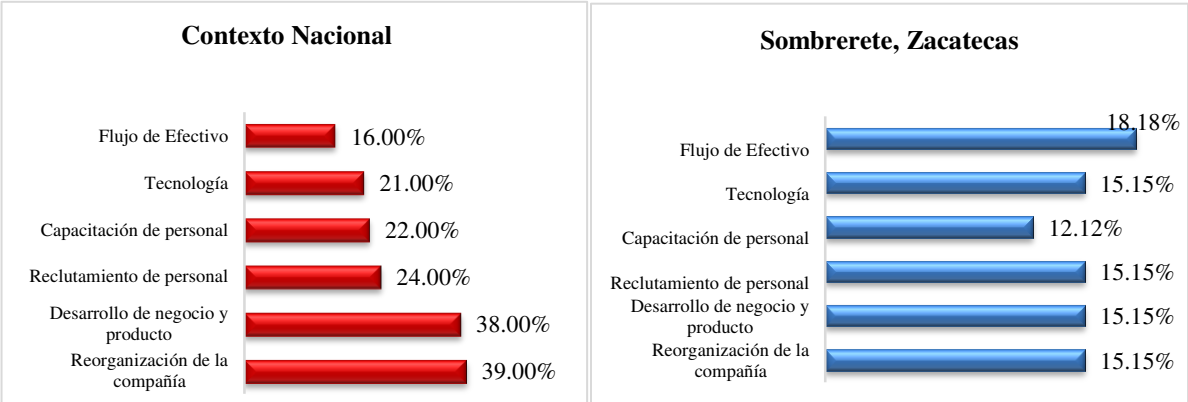 Contexto Nacional
Flujo de Efectivo
16.00%
Tecnología
21.00%
Capacitación de personal
22.00%
Reclutamiento de personal
24.00%
Desarrollo de negocio y
producto
38.00%
Reorganización de la
compañía
39.00%
Sombrerete, Zacatecas
Flujo de Efectivo
18.18%
Tecnología
15.15%
Capacitación de personal
12.12%
Reclutamiento de personal
15.15%
Desarrollo de negocio y
producto
15.15%
Reorganización de la
compañía
15.15%